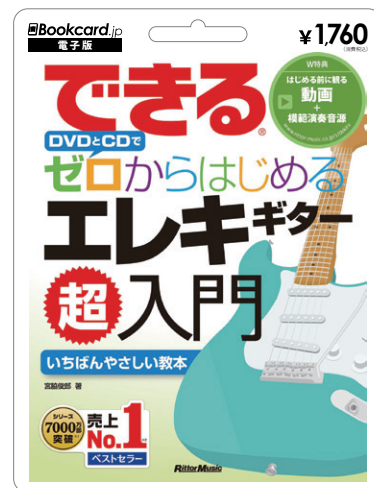 Bookcard.jp
電子版
¥1,760
(消費税込)
W特典
はじめる前に観る
動画
+
模範演奏音源
できる®
DVDとCDで
ゼロからはじめる
エレキギター
超入門
いちばんやさしい教本
宮脇俊郎 著
シリーズ
7000万部
突破
売上
No.1
ベストセラー
Rittor Music